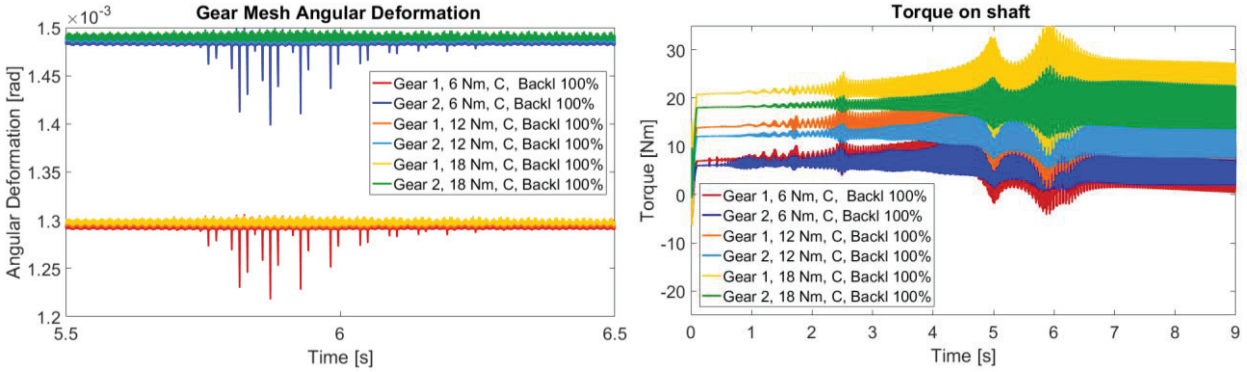 Gear Mesh Angular Deformation
×10⁻³
1.5
1.45
1.4
1.35
1.3
1.25
1.2
Angular Deformation [rad]
Gear 1, 6 Nm, C,  Backl 100%
Gear 2, 6 Nm, C, Backl 100%
Gear 1, 12 Nm, C, Backl 100%
Gear 2, 12 Nm, C, Backl 100%
Gear 1, 18 Nm, C, Backl 100%
Gear 2, 18 Nm, C, Backl 100%
5.5 6 6.5
Time [s]
Torque on shaft
30
20
10
0
-10
-20
Torque [Nm]
Gear 1, 6 Nm, C,  Backl 100%
Gear 2, 6 Nm, C, Backl 100%
Gear 1, 12 Nm, C, Backl 100%
Gear 2, 12 Nm, C, Backl 100%
Gear 1, 18 Nm, C, Backl 100%
Gear 2, 18 Nm, C, Backl 100%
0 1 2 3 4 5 6 7 8 9
Time [s]